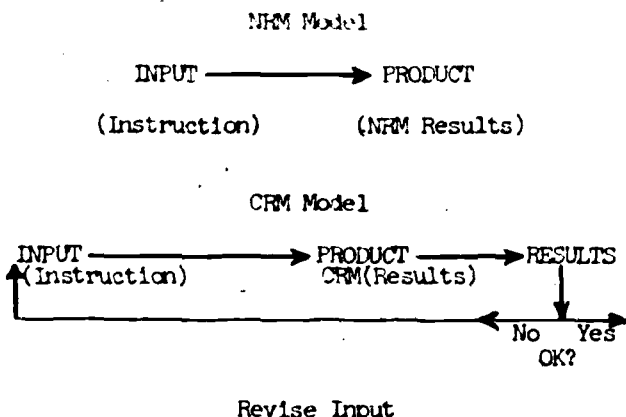 NRM Model
INPUT PRODUCT
(Instruction) (NRM Results)
CRM Model
INPUT PRODUCT RESULTS
(Instruction) CRM(Results)
No Yes
OK?
Revise Input